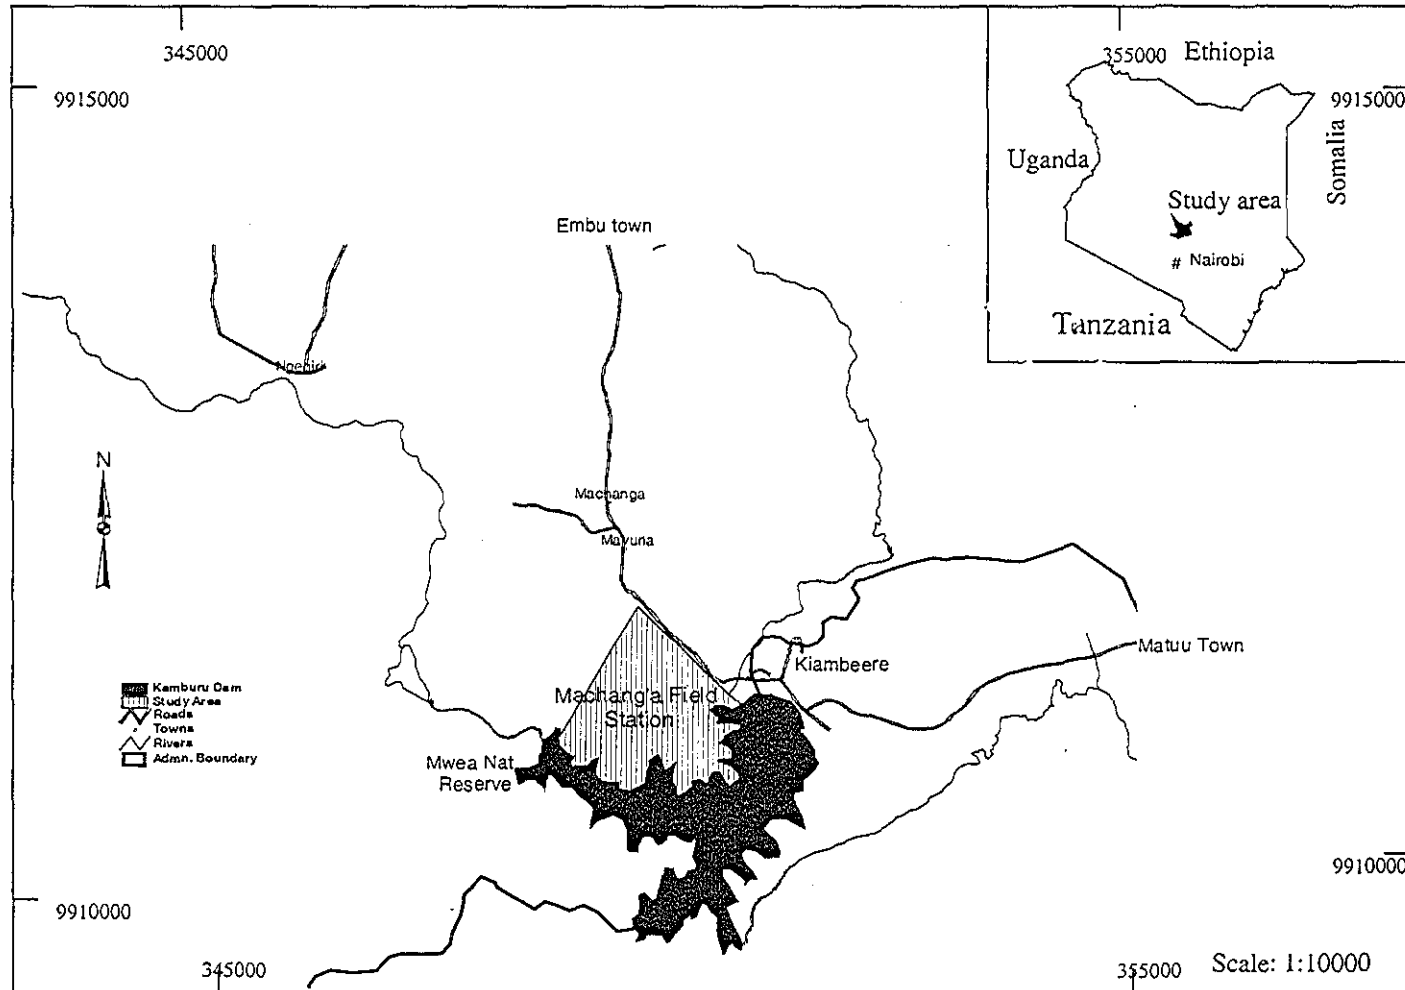 345000
355000
Ethiopia
9915000
9915000
Uganda
Somalia
Study area
# Nairobi
Tanzania
Embu town
N
Machanga
Mavuna
Kiambeere
Matuu Town
Machang'a Field
Station
Kamburu Dam
Study Area
Roads
Towns
Rivers
Admn. Boundary
Mwea Nat
Reserve
9910000
9910000
345000
355000
Scale: 1:10000